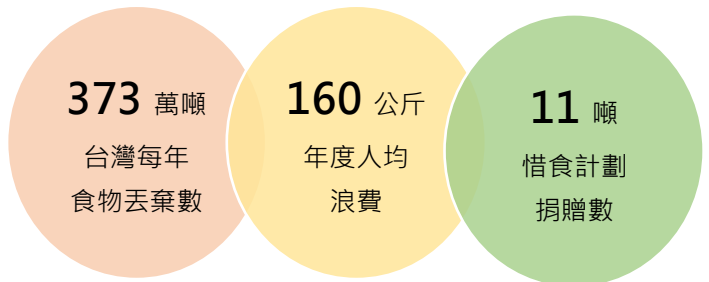 373 萬噸
台灣每年
食物丟棄數
160 公斤
年度人均
浪費
11 噸
惜食計劃
捐贈數